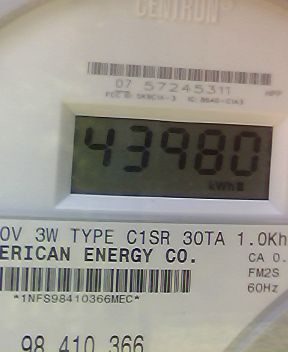 CENTRON®
07 57245311
43980
kWh
0V 3W TYPE C1SR 30TA 1.0Kh
ERICAN ENERGY CO.
CA 0.
FM2S
60Hz
*1NFS98410366MEC*
98 410 366